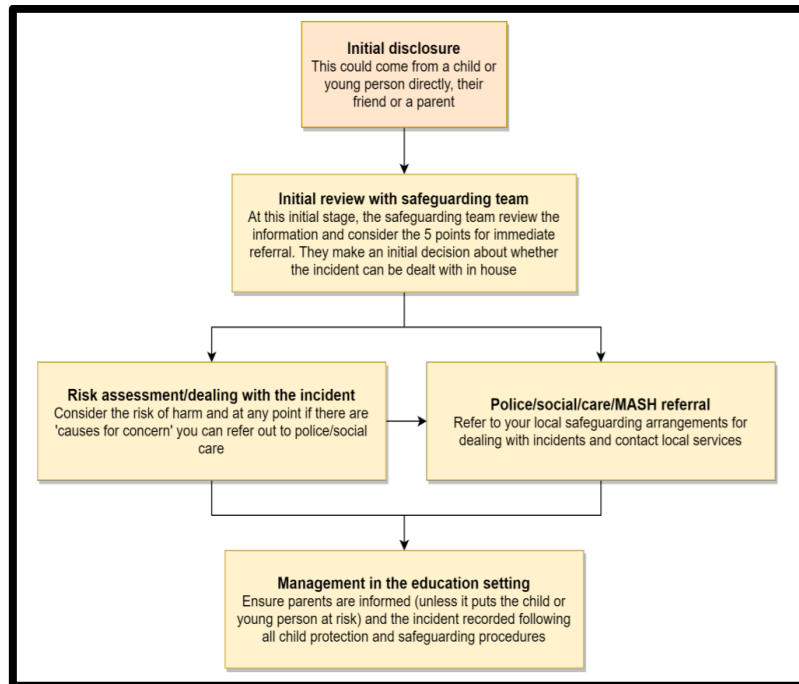 Initial disclosure
This could come from a child or
young person directly, their
friend or a parent
Initial review with safeguarding team
At this initial stage, the safeguarding team review the
information and consider the 5 points for immediate
referral. They make an initial decision about whether
the incident can be dealt with in house
Risk assessment/dealing with the incident
Consider the risk of harm and at any point if there are
'causes for concern' you can refer out to police/social
care
Police/social/care/MASH referral
Refer to your local safeguarding arrangements for
dealing with incidents and contact local services
Management in the education setting
Ensure parents are informed (unless it puts the child or
young person at risk) and the incident recorded following
all child protection and safeguarding procedures